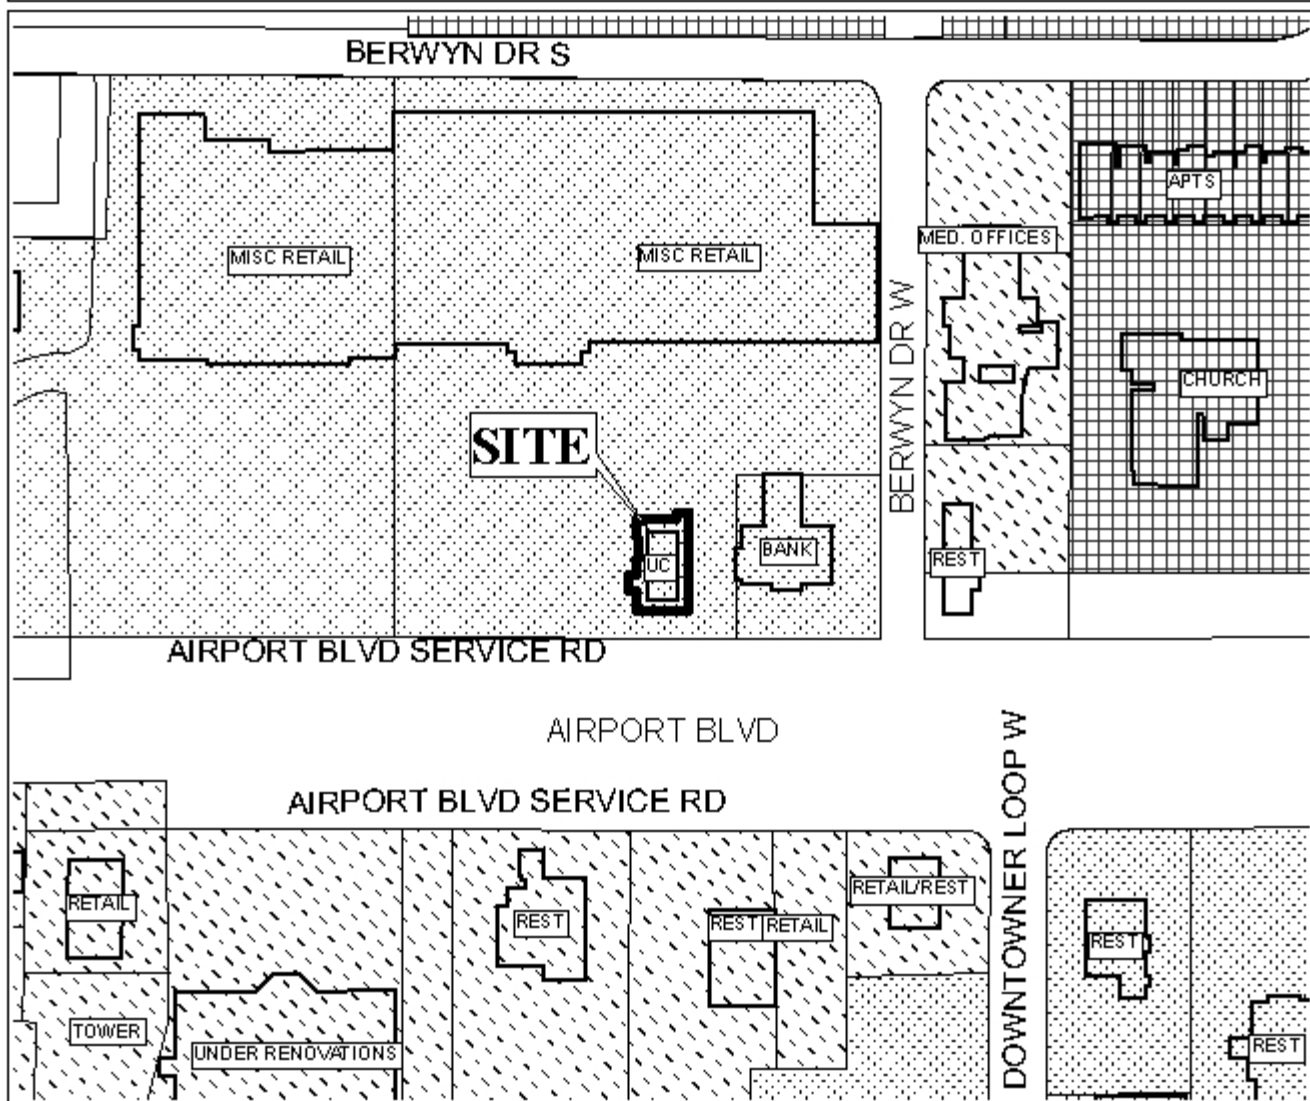 BERWYN DR S
APTS
MED. OFFICES
MISC RETAIL
MISC RETAIL
BERWYN DR W
CHURCH
SITE
BANK
REST
UC
AIRPORT BLVD SERVICE RD
AIRPORT BLVD
DOWNTOWNER LOOP W
AIRPORT BLVD SERVICE RD
RETAIL/REST
RETAIL
REST
REST
RETAIL
REST
TOWER
UNDER RENOVATIONS
REST